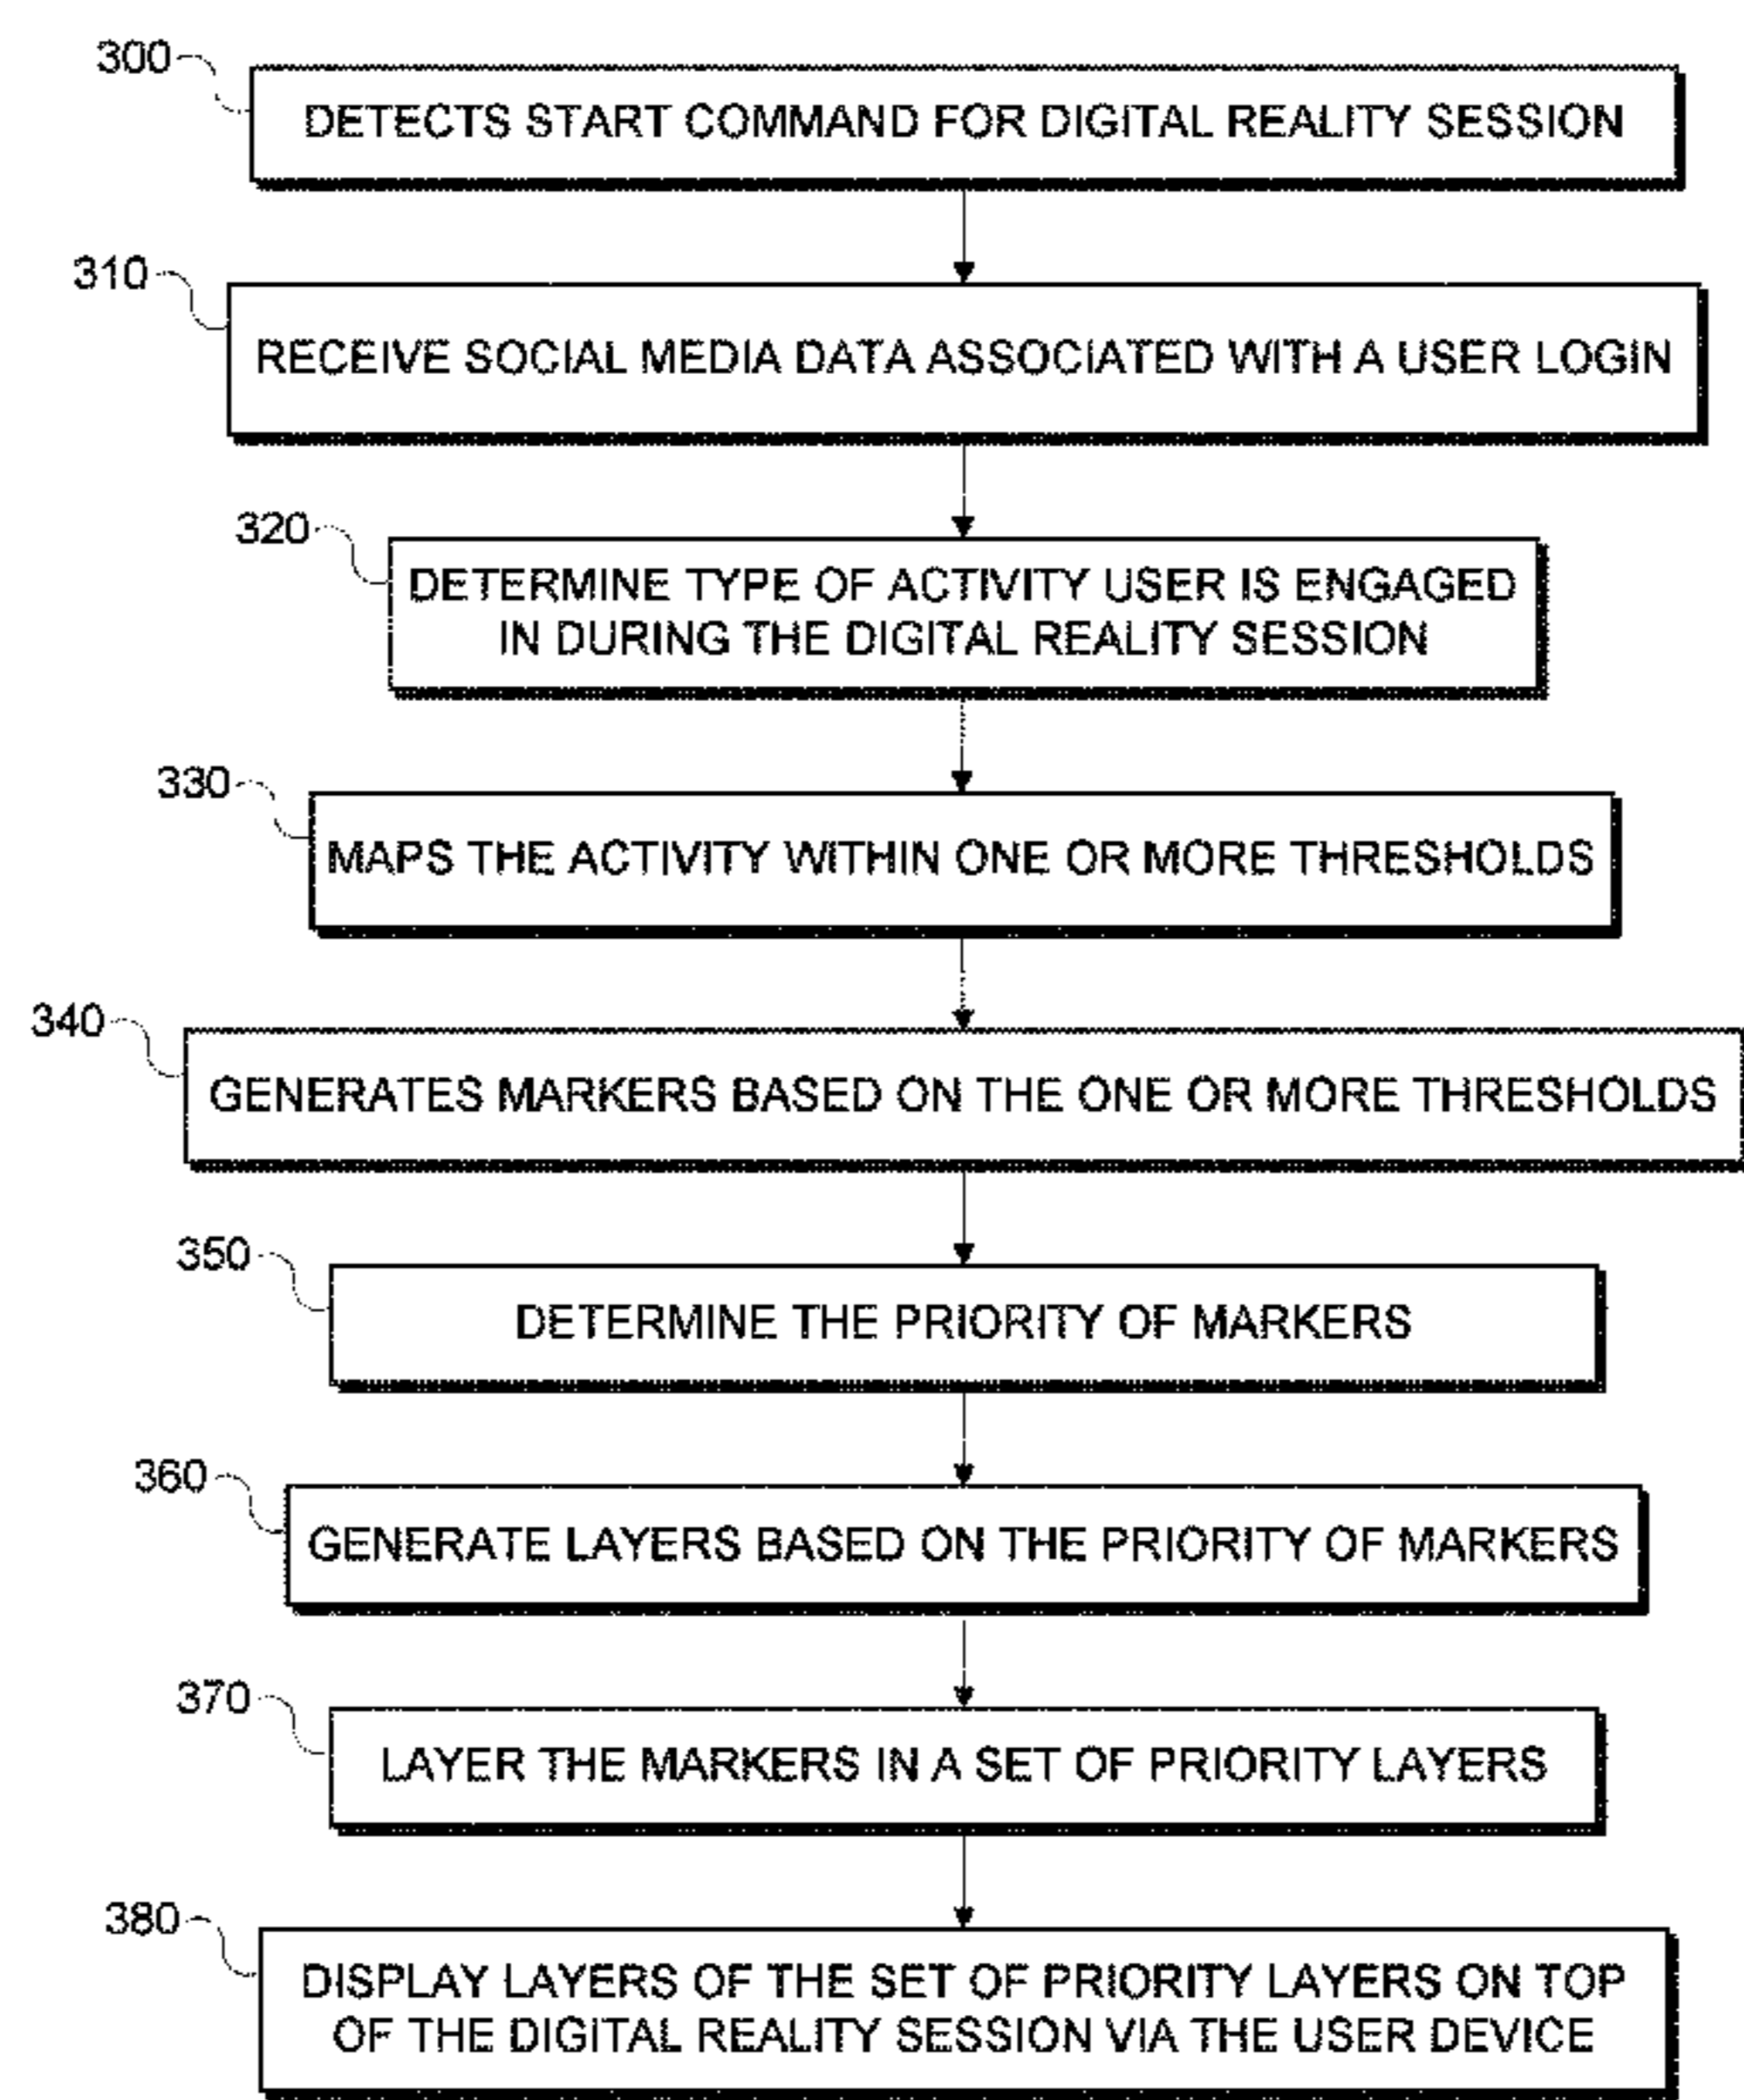 300
DETECTS START COMMAND FOR DIGITAL REALITY SESSION
310
RECEIVE SOCIAL MEDIA DATA ASSOCIATED WITH A USER LOGIN
320
DETERMINE TYPE OF ACTIVITY USER IS ENGAGED
IN DURING THE DIGITAL REALITY SESSION
330
MAPS THE ACTIVITY WITHIN ONE OR MORE THRESHOLDS
340
GENERATES MARKERS BASED ON THE ONE OR MORE THRESHOLDS
350
DETERMINE THE PRIORITY OF MARKERS
360
GENERATE LAYERS BASED ON THE PRIORITY OF MARKERS
370
LAYER THE MARKERS IN A SET OF PRIORITY LAYERS
380
DISPLAY LAYERS OF THE SET OF PRIORITY LAYERS ON TOP
OF THE DIGITAL REALITY SESSION VIA THE USER DEVICE